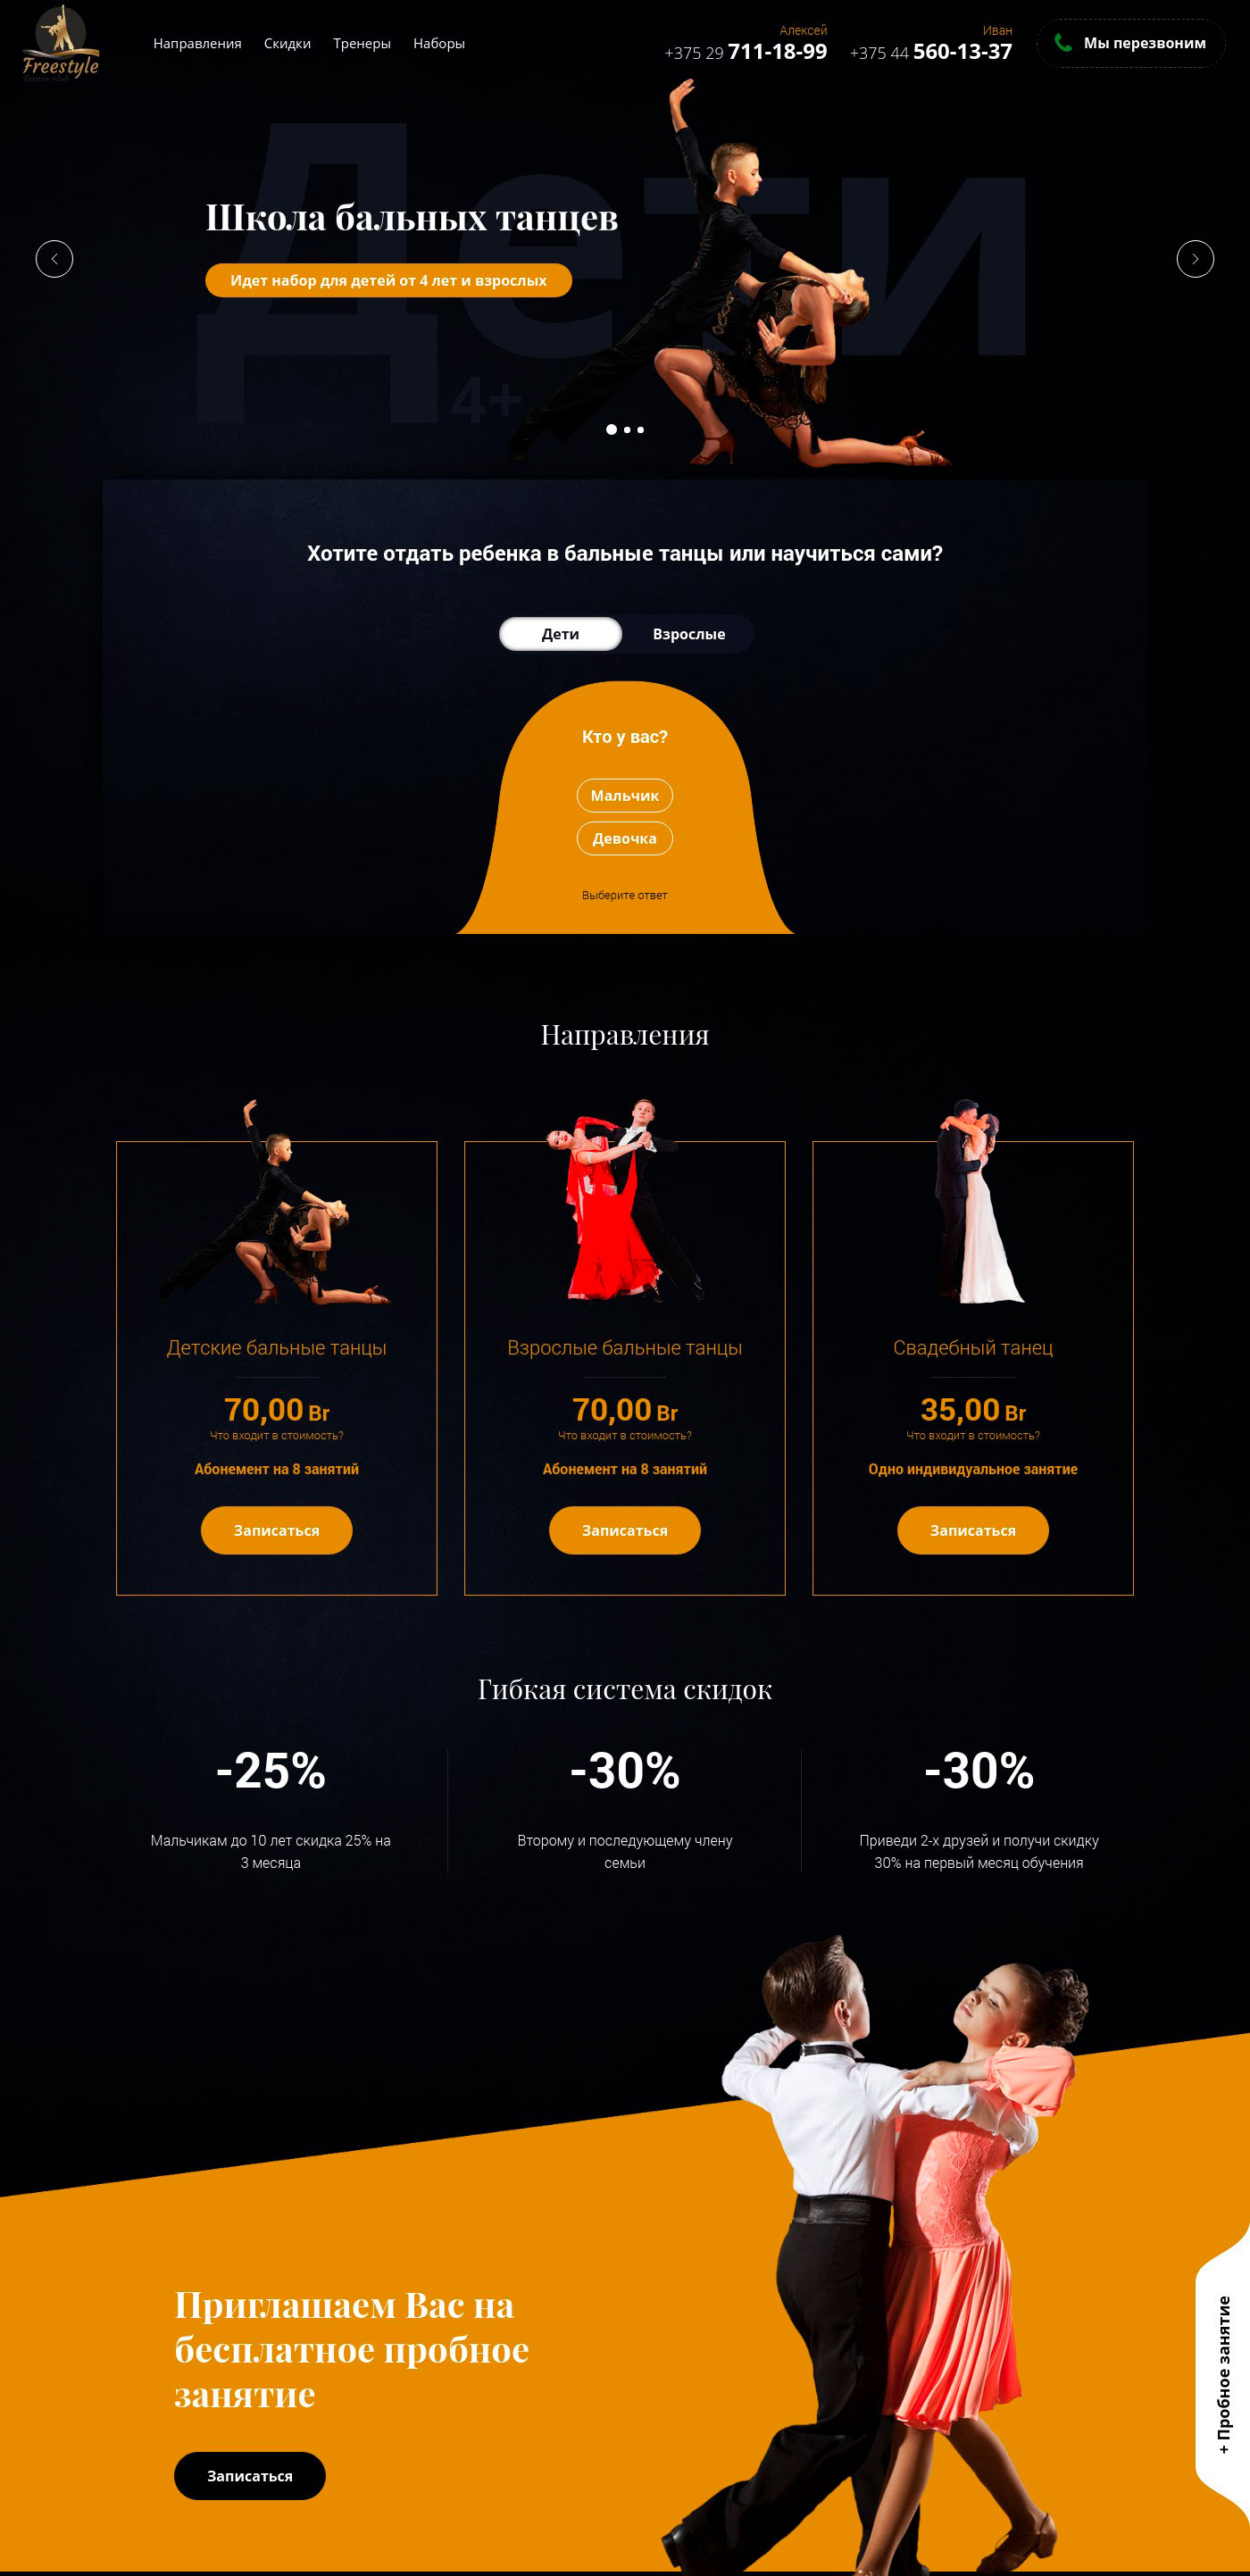 Freestyle
Dance club
Направления
Скидки
Тренеры
Наборы
Алексей
+375 29 711-18-99
Иван
+375 44 560-13-37
Мы перезвоним
Дети
4+
Школа бальных танцев
Идет набор для детей от 4 лет и взрослых
Хотите отдать ребенка в бальные танцы или научиться сами?
Дети
Взрослые
Кто у вас?
Мальчик
Девочка
Выберите ответ
Направления
Детские бальные танцы
70,00 Br
Что входит в стоимость?
Абонемент на 8 занятий
Записаться
Взрослые бальные танцы
70,00 Br
Что входит в стоимость?
Абонемент на 8 занятий
Записаться
Свадебный танец
35,00 Br
Что входит в стоимость?
Одно индивидуальное занятие
Записаться
Гибкая система скидок
-25%
Мальчикам до 10 лет скидка 25% на
3 месяца
-30%
Второму и последующему члену
семьи
-30%
Приведи 2-х друзей и получи скидку
30% на первый месяц обучения
Приглашаем Вас на
бесплатное пробное
занятие
Записаться
+ Пробное занятие